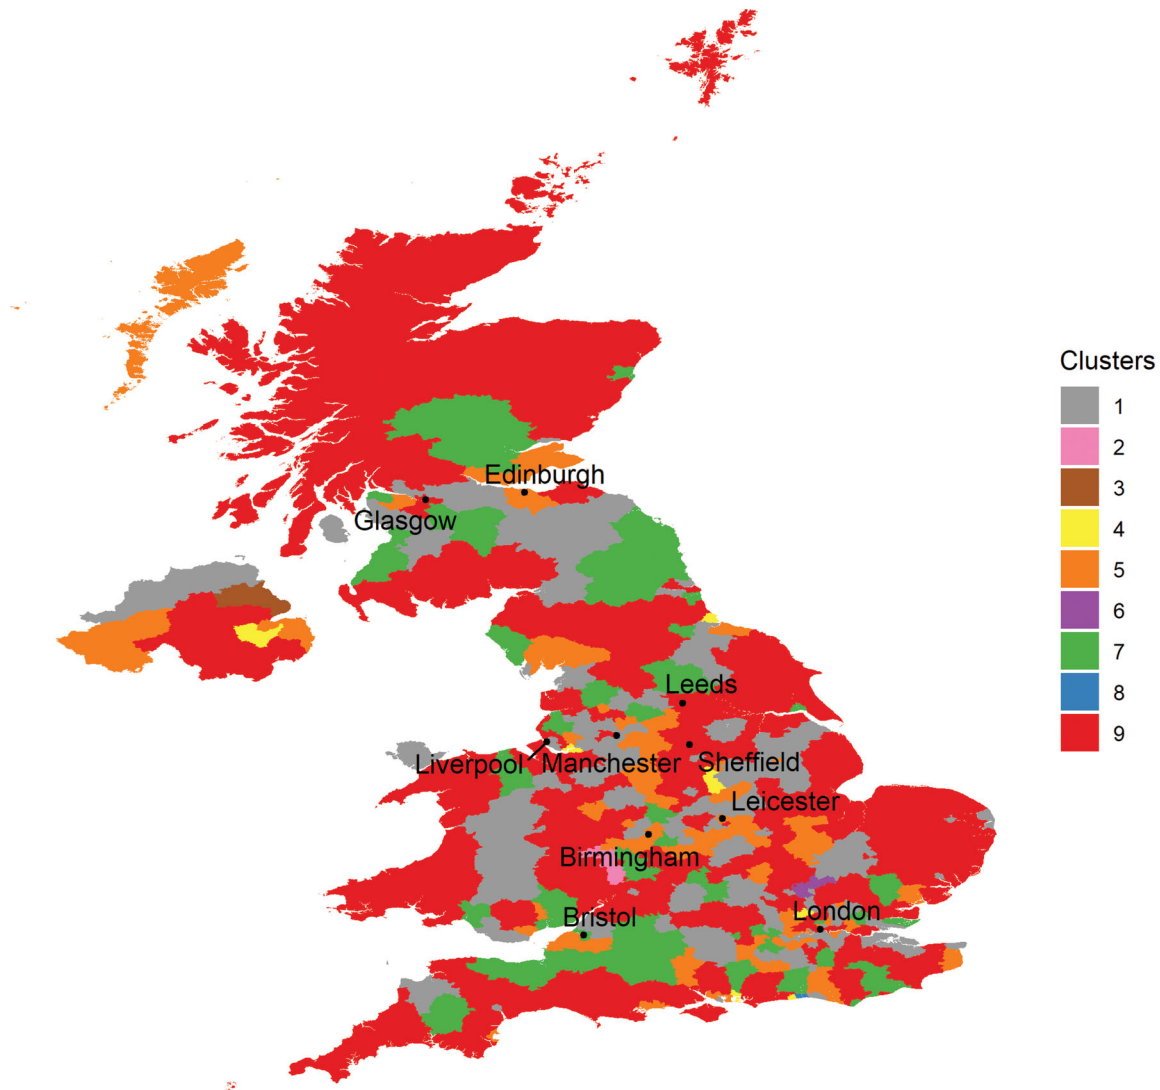 Clusters
1
2
3
4
5
6
7
8
9
Edinburgh
Glasgow
Leeds
Liverpool
Manchester
Sheffield
Leicester
Birmingham
Bristol
London